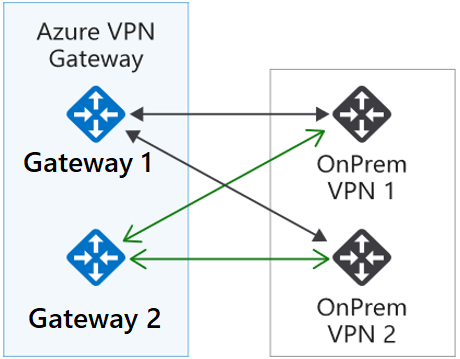 Azure VPN
Gateway
Gateway 1
OnPrem
VPN 1
Gateway 2
OnPrem
VPN 2